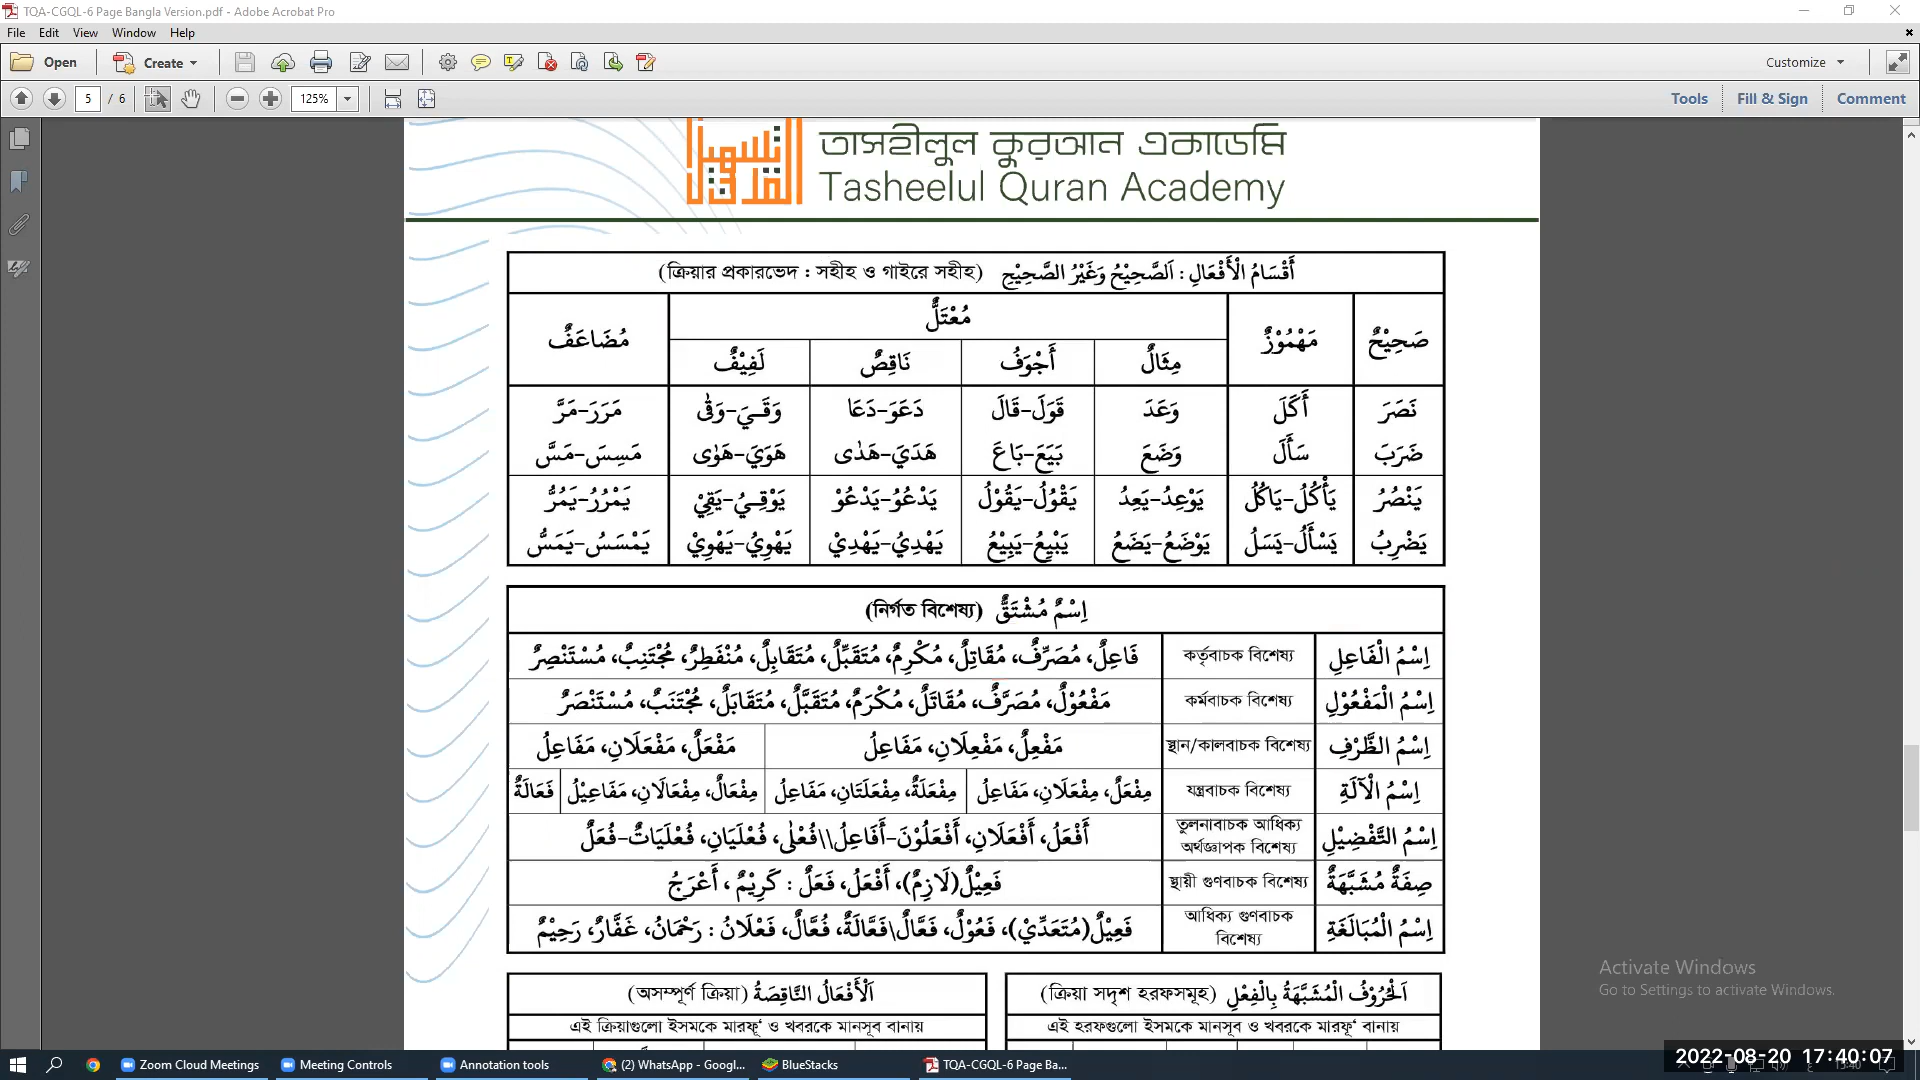 TQA-CGQL-6 Page Bangla Version.pdf - Adobe Acrobat Pro
File Edit View Window Help
Open Create Customize
5 / 6 125% Tools Fill & Sign Comment
তাসহীলুল কুরআন একাডেমি
Tasheelul Quran Academy
أَقْسَامُ الْأَفْعَالِ : اَلصَّحِيْحُ وَغَيْرُ الصَّحِيْحِ (ক্রিয়ার প্রকারভেদ : সহীহ ও গাইরে সহীহ)
صَحِيْحٌ مَهْمُوْزٌ مُعْتَلٌّ مُضَاعَفٌ
مِثَالٌ أَجْوَفُ نَاقِصٌ لَفِيْفٌ
نَصَرَ أَكَلَ وَعَدَ قَوَلَ-قَالَ دَعَوَ-دَعَا وَقَيَ-وَقٰى مَرَرَ-مَرَّ
ضَرَبَ سَأَلَ وَضَعَ بَيَعَ-بَاعَ هَدَيَ-هَدٰى هَوَيَ-هَوٰى مَسِسَ-مَسَّ
يَنْصُرُ يَأْكُلُ-يَاكُلُ يَوْعِدُ-يَعِدُ يَقْوُلُ-يَقُوْلُ يَدْعُوُ-يَدْعُوْ يَوْقِيُ-يَقِيْ يَمْرُرُ-يَمُرُّ
يَضْرِبُ يَسْأَلُ-يَسَلُ يَوْضَعُ-يَضَعُ يَبْيِعُ-يَبِيْعُ يَهْدِيُ-يَهْدِيْ يَهْوِيُ-يَهْوِيْ يَمْسَسُ-يَمَسُّ
اِسْمٌ مُشْتَقٌّ (নির্গত বিশেষ্য)
اِسْمُ الْفَاعِلِ কর্তৃবাচক বিশেষ্য فَاعِلٌ، مُصَرِّفٌ، مُقَاتِلٌ، مُكْرِمٌ، مُتَقَبِّلٌ، مُتَقَابِلٌ، مُنْفَطِرٌ، مُجْتَنِبٌ، مُسْتَنْصِرٌ
اِسْمُ الْمَفْعُوْلِ কর্মবাচক বিশেষ্য مَفْعُوْلٌ، مُصَرَّفٌ، مُقَاتَلٌ، مُكْرَمٌ، مُتَقَبَّلٌ، مُتَقَابَلٌ، مُجْتَنَبٌ، مُسْتَنْصَرٌ
اِسْمُ الظَّرْفِ স্থান/কালবাচক বিশেষ্য مَفْعِلٌ، مَفْعِلَانِ، مَفَاعِلُ مَفْعَلٌ، مَفْعَلَانِ، مَفَاعِلُ
اِسْمُ الْآلَةِ যন্ত্রবাচক বিশেষ্য مِفْعَلٌ، مِفْعَلَانِ، مَفَاعِلُ مِفْعَلَةٌ، مِفْعَلَتَانِ، مَفَاعِلُ مِفْعَالٌ، مِفْعَالَانِ، مَفَاعِيْلُ فَعَالَةٌ
اِسْمُ التَّفْضِيْلِ তুলনাবাচক আধিক্য أَفْعَلُ، أَفْعَلَانِ، أَفْعَلُوْنَ-أَفَاعِلُ\\فُعْلٰى، فُعْلَيَانِ، فُعْلَيَاتٌ-فُعَلٌ
অর্থজ্ঞাপক বিশেষ্য
صِفَةٌ مُشَبَّهَةٌ স্থায়ী গুণবাচক বিশেষ্য فَعِيْلٌ(لَازِمٌ)، أَفْعَلُ، فَعَلٌ : كَرِيْمٌ ، أَعْرَجُ
اِسْمُ الْمُبَالَغَةِ আধিক্য গুণবাচক فَعِيْلٌ(مُتَعَدِّيْ)، فَعُوْلٌ، فَعَّالٌ\فَعَّالَةٌ، فُعَّالٌ، فَعْلَانُ : رَحْمَانُ، غَفَّارٌ، رَحِيْمٌ
বিশেষ্য
اَلْحُرُوْفُ الْمُشَبَّهَةُ بِالْفِعْلِ (ক্রিয়া সদৃশ হরফসমূহ) اَلْأَفْعَالُ النَّاقِصَةُ (অসম্পূর্ণ ক্রিয়া)
এই হরফগুলো ইসমকে মানসূব ও খবরকে মারফূ‘ বানায় এই ক্রিয়াগুলো ইসমকে মারফূ‘ ও খবরকে মানসূব বানায়
Activate Windows
Go to Settings to activate Windows.
Zoom Cloud Meetings Meeting Controls Annotation tools (2) WhatsApp - Googl... BlueStacks TQA-CGQL-6 Page Ba...
2022-08-20 17:40:07